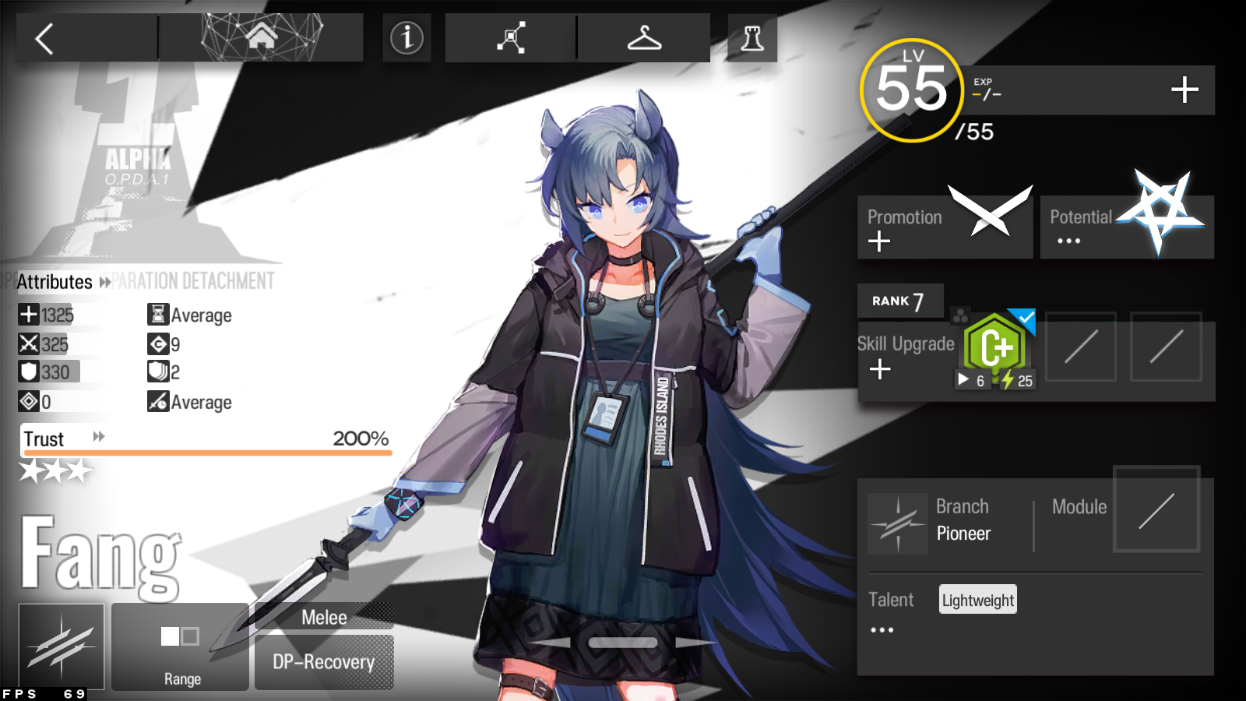 i
LV
55
EXP
-/-
+
/55
ALPHA
O.P.D.A.1
Promotion
+
Potential
PARATION DETACHMENT
Attributes
1325
Average
325
9
330
2
0
Average
RANK 7
Skill Upgrade
+
C+
6
25
Trust
200%
RHODES ISLAND
Branch
Pioneer
Module
Fang
Talent
Lightweight
Melee
DP-Recovery
Range
FPS 69